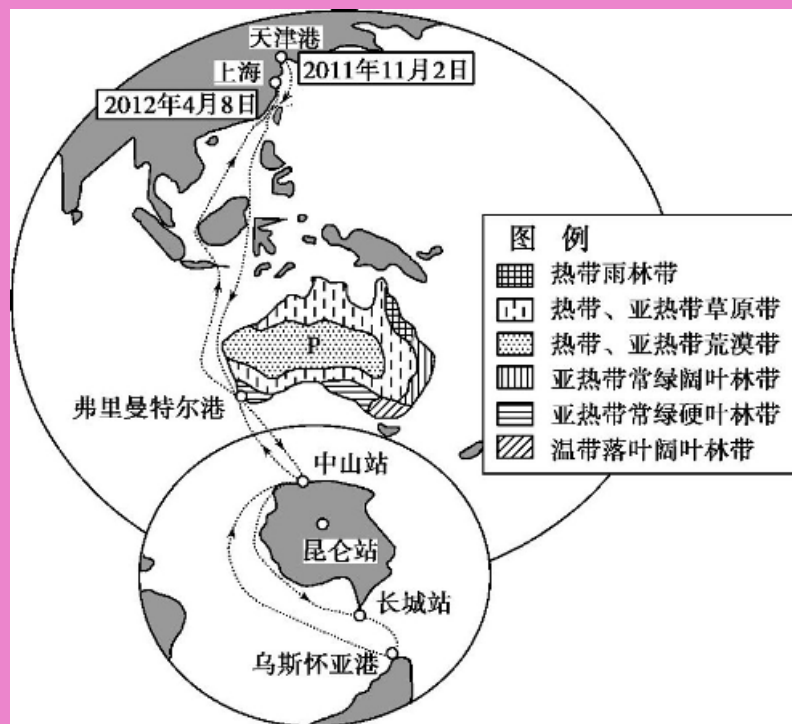 天津港
上海
2011年11月2日
2012年4月8日
图 例
热带雨林带
热带、亚热带草原带
热带、亚热带荒漠带
亚热带常绿阔叶林带
亚热带常绿硬叶林带
温带落叶阔叶林带
P
弗里曼特尔港
中山站
昆仑站
长城站
乌斯怀亚港